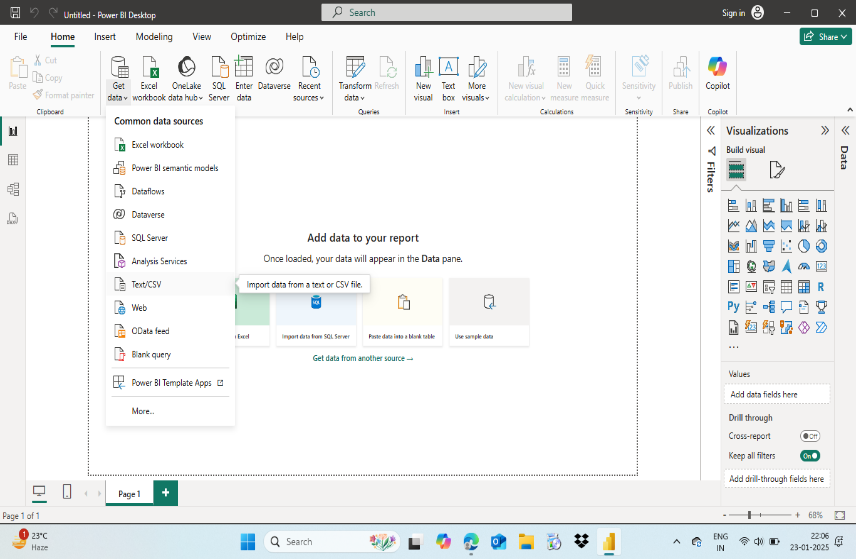 Untitled - Power BI Desktop
Search
Sign in
File
Home
Insert
Modeling
View
Optimize
Help
Share
Paste
Cut
Copy
Format painter
Clipboard
Get data
Excel workbook
OneLake data hub
SQL Server
Enter data
Dataverse
Recent sources
Transform data
Refresh
Queries
New visual
Text box
More visuals
Insert
New visual calculation
New measure
Quick measure
Calculations
Sensitivity
Sensitivity
Publish
Share
Copilot
Copilot
Common data sources
Excel workbook
Power BI semantic models
Dataflows
Dataverse
SQL Server
Analysis Services
Text/CSV
Import data from a text or CSV file.
Web
OData feed
Blank query
Power BI Template Apps
More...
Add data to your report
Once loaded, your data will appear in the Data pane.
Excel
Import data from SQL Server
Paste data into a blank table
Use sample data
Get data from another source →
Filters
Visualizations
Build visual
Data
123
R
Py
...
Values
Add data fields here
Drill through
Cross-report
Off
Keep all filters
On
Add drill-through fields here
Page 1
+
Page 1 of 1
- + 68%
1
23°C
Haze
Search
ENG
IN
22:06
23-01-2025